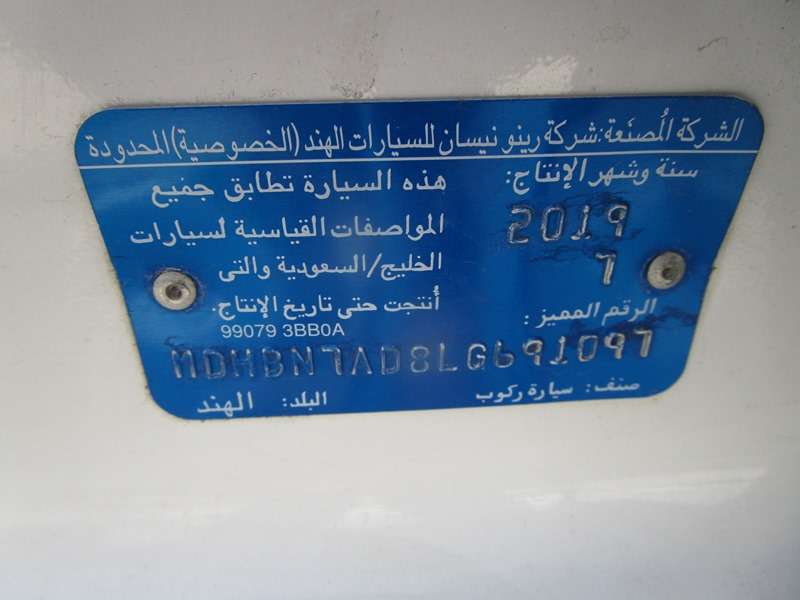 الشركة المُصنَعة: شركة رينو نيسان للسيارات الهند (الخصوصية) المحدودة
سنة وشهر الإنتاج:
2019
7
هذه السيارة تطابق جميع
المواصفات القياسية لسيارات
الخليج/السعودية والتى
أُنتجت حتى تاريخ الإنتاج.
99079 3BB0A
الرقم المميز :
MDHBN7AD8LG691097
صنف: سيارة ركوب
البلد: الهند